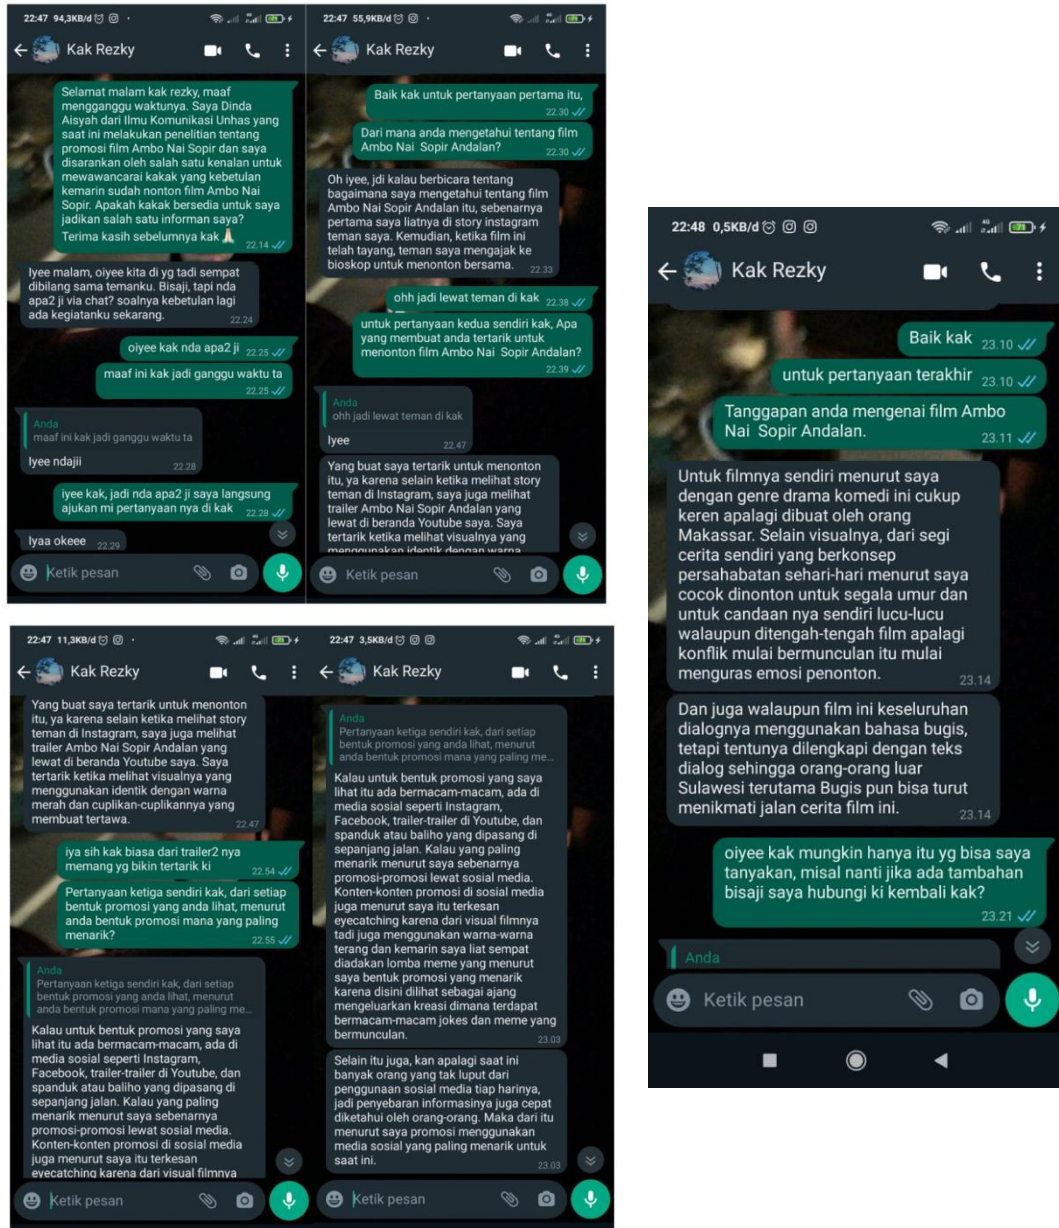 22:47 94,3KB/d
Kak Rezky
Selamat malam kak rezky, maaf
mengganggu waktunya. Saya Dinda
Aisyah dari Ilmu Komunikasi Unhas yang
saat ini melakukan penelitian tentang
promosi film Ambo Nai Sopir dan saya
disarankan oleh salah satu kenalan untuk
mewawancarai kakak yang kebetulan
kemarin sudah nonton film Ambo Nai
Sopir. Apakah kakak bersedia untuk saya
jadikan salah satu informan saya?
Terima kasih sebelumnya kak 🙏🏻
22.14
Iyee malam, oiyee kita di yg tadi sempat
dibilang sama temanku. Bisaji, tapi nda
apa2 ji via chat? soalnya kebetulan lagi
ada kegiatanku sekarang.
22.24
oiyee kak nda apa2 ji 22.25
maaf ini kak jadi ganggu waktu ta
22.25
Anda
maaf ini kak jadi ganggu waktu ta
Iyee ndajii
22.28
iyee kak, jadi nda apa2 ji saya langsung
ajukan mi pertanyaan nya di kak 22.28
Iyaa okeee 22.29
Ketik pesan
22:47 55,9KB/d
Kak Rezky
Baik kak untuk pertanyaan pertama itu,
22.30
Dari mana anda mengetahui tentang film
Ambo Nai Sopir Andalan? 22.30
Oh iyee, jdi kalau berbicara tentang
bagaimana saya mengetahui tentang film
Ambo Nai Sopir Andalan itu, sebenarnya
pertama saya liatnya di story instagram
teman saya. Kemudian, ketika film ini
telah tayang, teman saya mengajak ke
bioskop untuk menonton bersama. 22.33
ohh jadi lewat teman di kak 22.38
untuk pertanyaan kedua sendiri kak, Apa
yang membuat anda tertarik untuk
menonton film Ambo Nai Sopir Andalan?
22.39
Anda
ohh jadi lewat teman di kak
Iyee
22.47
Yang buat saya tertarik untuk menonton
itu, ya karena selain ketika melihat story
teman di Instagram, saya juga melihat
trailer Ambo Nai Sopir Andalan yang
lewat di beranda Youtube saya. Saya
tertarik ketika melihat visualnya yang
menggunakan identik dengan warna
Ketik pesan
22:47 11,3KB/d
Kak Rezky
Yang buat saya tertarik untuk menonton
itu, ya karena selain ketika melihat story
teman di Instagram, saya juga melihat
trailer Ambo Nai Sopir Andalan yang
lewat di beranda Youtube saya. Saya
tertarik ketika melihat visualnya yang
menggunakan identik dengan warna
merah dan cuplikan-cuplikannya yang
membuat tertawa.
22.47
iya sih kak biasa dari trailer2 nya
memang yg bikin tertarik ki
22.54
Pertanyaan ketiga sendiri kak, dari setiap
bentuk promosi yang anda lihat, menurut
anda bentuk promosi mana yang paling
menarik?
22.55
Anda
Pertanyaan ketiga sendiri kak, dari setiap
bentuk promosi yang anda lihat, menurut
anda bentuk promosi mana yang paling me...
Kalau untuk bentuk promosi yang saya
lihat itu ada bermacam-macam, ada di
media sosial seperti Instagram,
Facebook, trailer-trailer di Youtube, dan
spanduk atau baliho yang dipasang di
sepanjang jalan. Kalau yang paling
menarik menurut saya sebenarnya
promosi-promosi lewat sosial media.
Konten-konten promosi di sosial media
juga menurut saya itu terkesan
eyecatching karena dari visual filmnya
Ketik pesan
22:47 3,5KB/d
Kak Rezky
Anda
Pertanyaan ketiga sendiri kak, dari setiap
bentuk promosi yang anda lihat, menurut
anda bentuk promosi mana yang paling me...
Kalau untuk bentuk promosi yang saya
lihat itu ada bermacam-macam, ada di
media sosial seperti Instagram,
Facebook, trailer-trailer di Youtube, dan
spanduk atau baliho yang dipasang di
sepanjang jalan. Kalau yang paling
menarik menurut saya sebenarnya
promosi-promosi lewat sosial media.
Konten-konten promosi di sosial media
juga menurut saya itu terkesan
eyecatching karena dari visual filmnya
tadi juga menggunakan warna-warna
terang dan kemarin saya liat sempat
diadakan lomba meme yang menurut
saya bentuk promosi yang menarik
karena disini dilihat sebagai ajang
mengeluarkan kreasi dimana terdapat
bermacam-macam jokes dan meme yang
bermunculan.
23.03
Selain itu juga, kan apalagi saat ini
banyak orang yang tak luput dari
penggunaan sosial media tiap harinya,
jadi penyebaran informasinya juga cepat
diketahui oleh orang-orang. Maka dari itu
menurut saya promosi menggunakan
media sosial yang paling menarik untuk
saat ini.
23.03
Ketik pesan
22:48 0,5KB/d
Kak Rezky
Baik kak 23.10
untuk pertanyaan terakhir 23.10
Tanggapan anda mengenai film Ambo
Nai Sopir Andalan.
23.11
Untuk filmnya sendiri menurut saya
dengan genre drama komedi ini cukup
keren apalagi dibuat oleh orang
Makassar. Selain visualnya, dari segi
cerita sendiri yang berkonsep
persahabatan sehari-hari menurut saya
cocok dinonton untuk segala umur dan
untuk candaan nya sendiri lucu-lucu
walaupun ditengah-tengah film apalagi
konflik mulai bermunculan itu mulai
menguras emosi penonton.
23.14
Dan juga walaupun film ini keseluruhan
dialognya menggunakan bahasa bugis,
tetapi tentunya dilengkapi dengan teks
dialog sehingga orang-orang luar
Sulawesi terutama Bugis pun bisa turut
menikmati jalan cerita film ini.
23.14
oiyee kak mungkin hanya itu yg bisa saya
tanyakan, misal nanti jika ada tambahan
bisaji saya hubungi ki kembali kak?
23.21
Anda
Ketik pesan